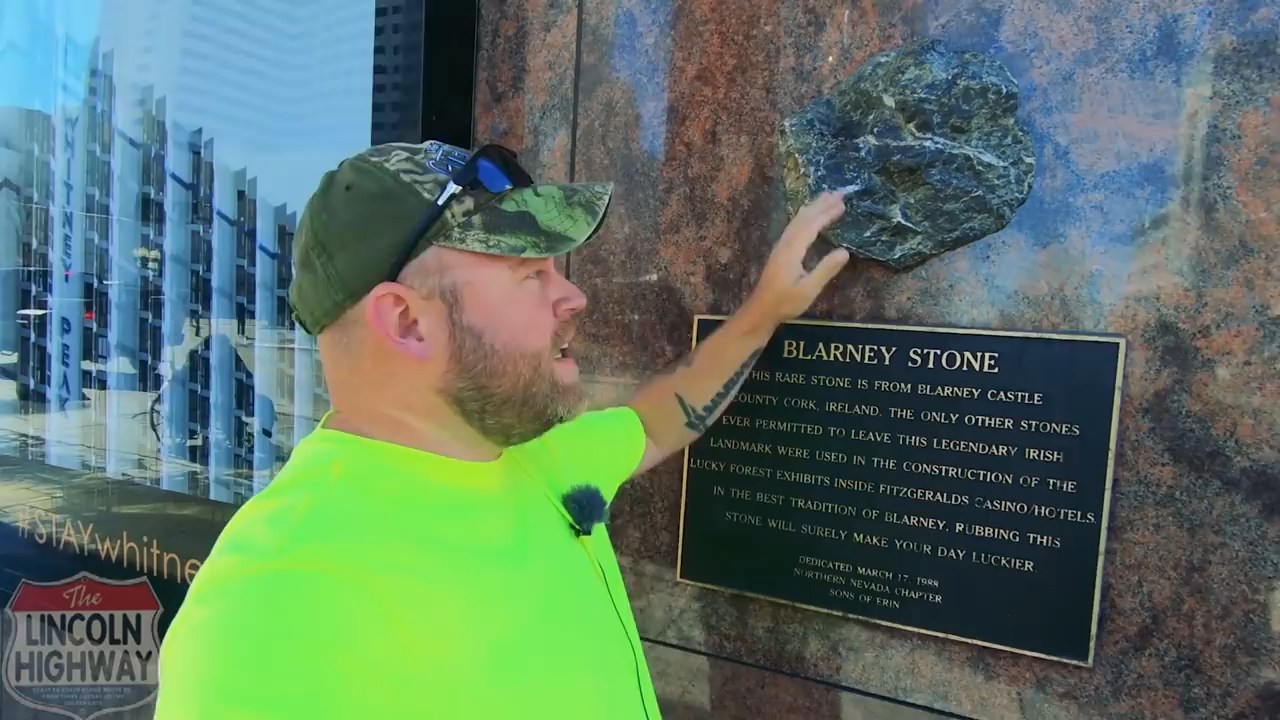 WHITNEY PEAK
BLARNEY STONE
THIS RARE STONE IS FROM BLARNEY CASTLE
COUNTY CORK, IRELAND. THE ONLY OTHER STONES
EVER PERMITTED TO LEAVE THIS LEGENDARY IRISH
LANDMARK WERE USED IN THE CONSTRUCTION OF THE
LUCKY FOREST EXHIBITS INSIDE FITZGERALDS CASINO/HOTELS.
IN THE BEST TRADITION OF BLARNEY, RUBBING THIS
STONE WILL SURELY MAKE YOUR DAY LUCKIER.
DEDICATED MARCH 17, 1988
NORTHERN NEVADA CHAPTER
SONS OF ERIN
#STAYwhitne
The
LINCOLN
HIGHWAY